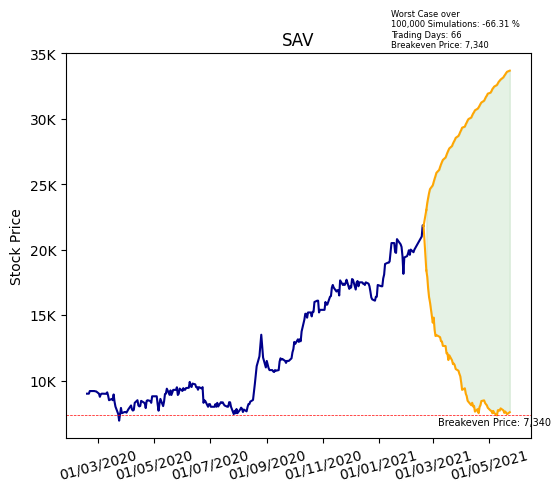 Worst Case over
100,000 Simulations: -66.31 %
Trading Days: 66
Breakeven Price: 7,340
SAV
Stock Price
35K
30K
25K
20K
15K
10K
Breakeven Price: 7,340
01/03/2020
01/05/2020
01/07/2020
01/09/2020
01/11/2020
01/01/2021
01/03/2021
01/05/2021